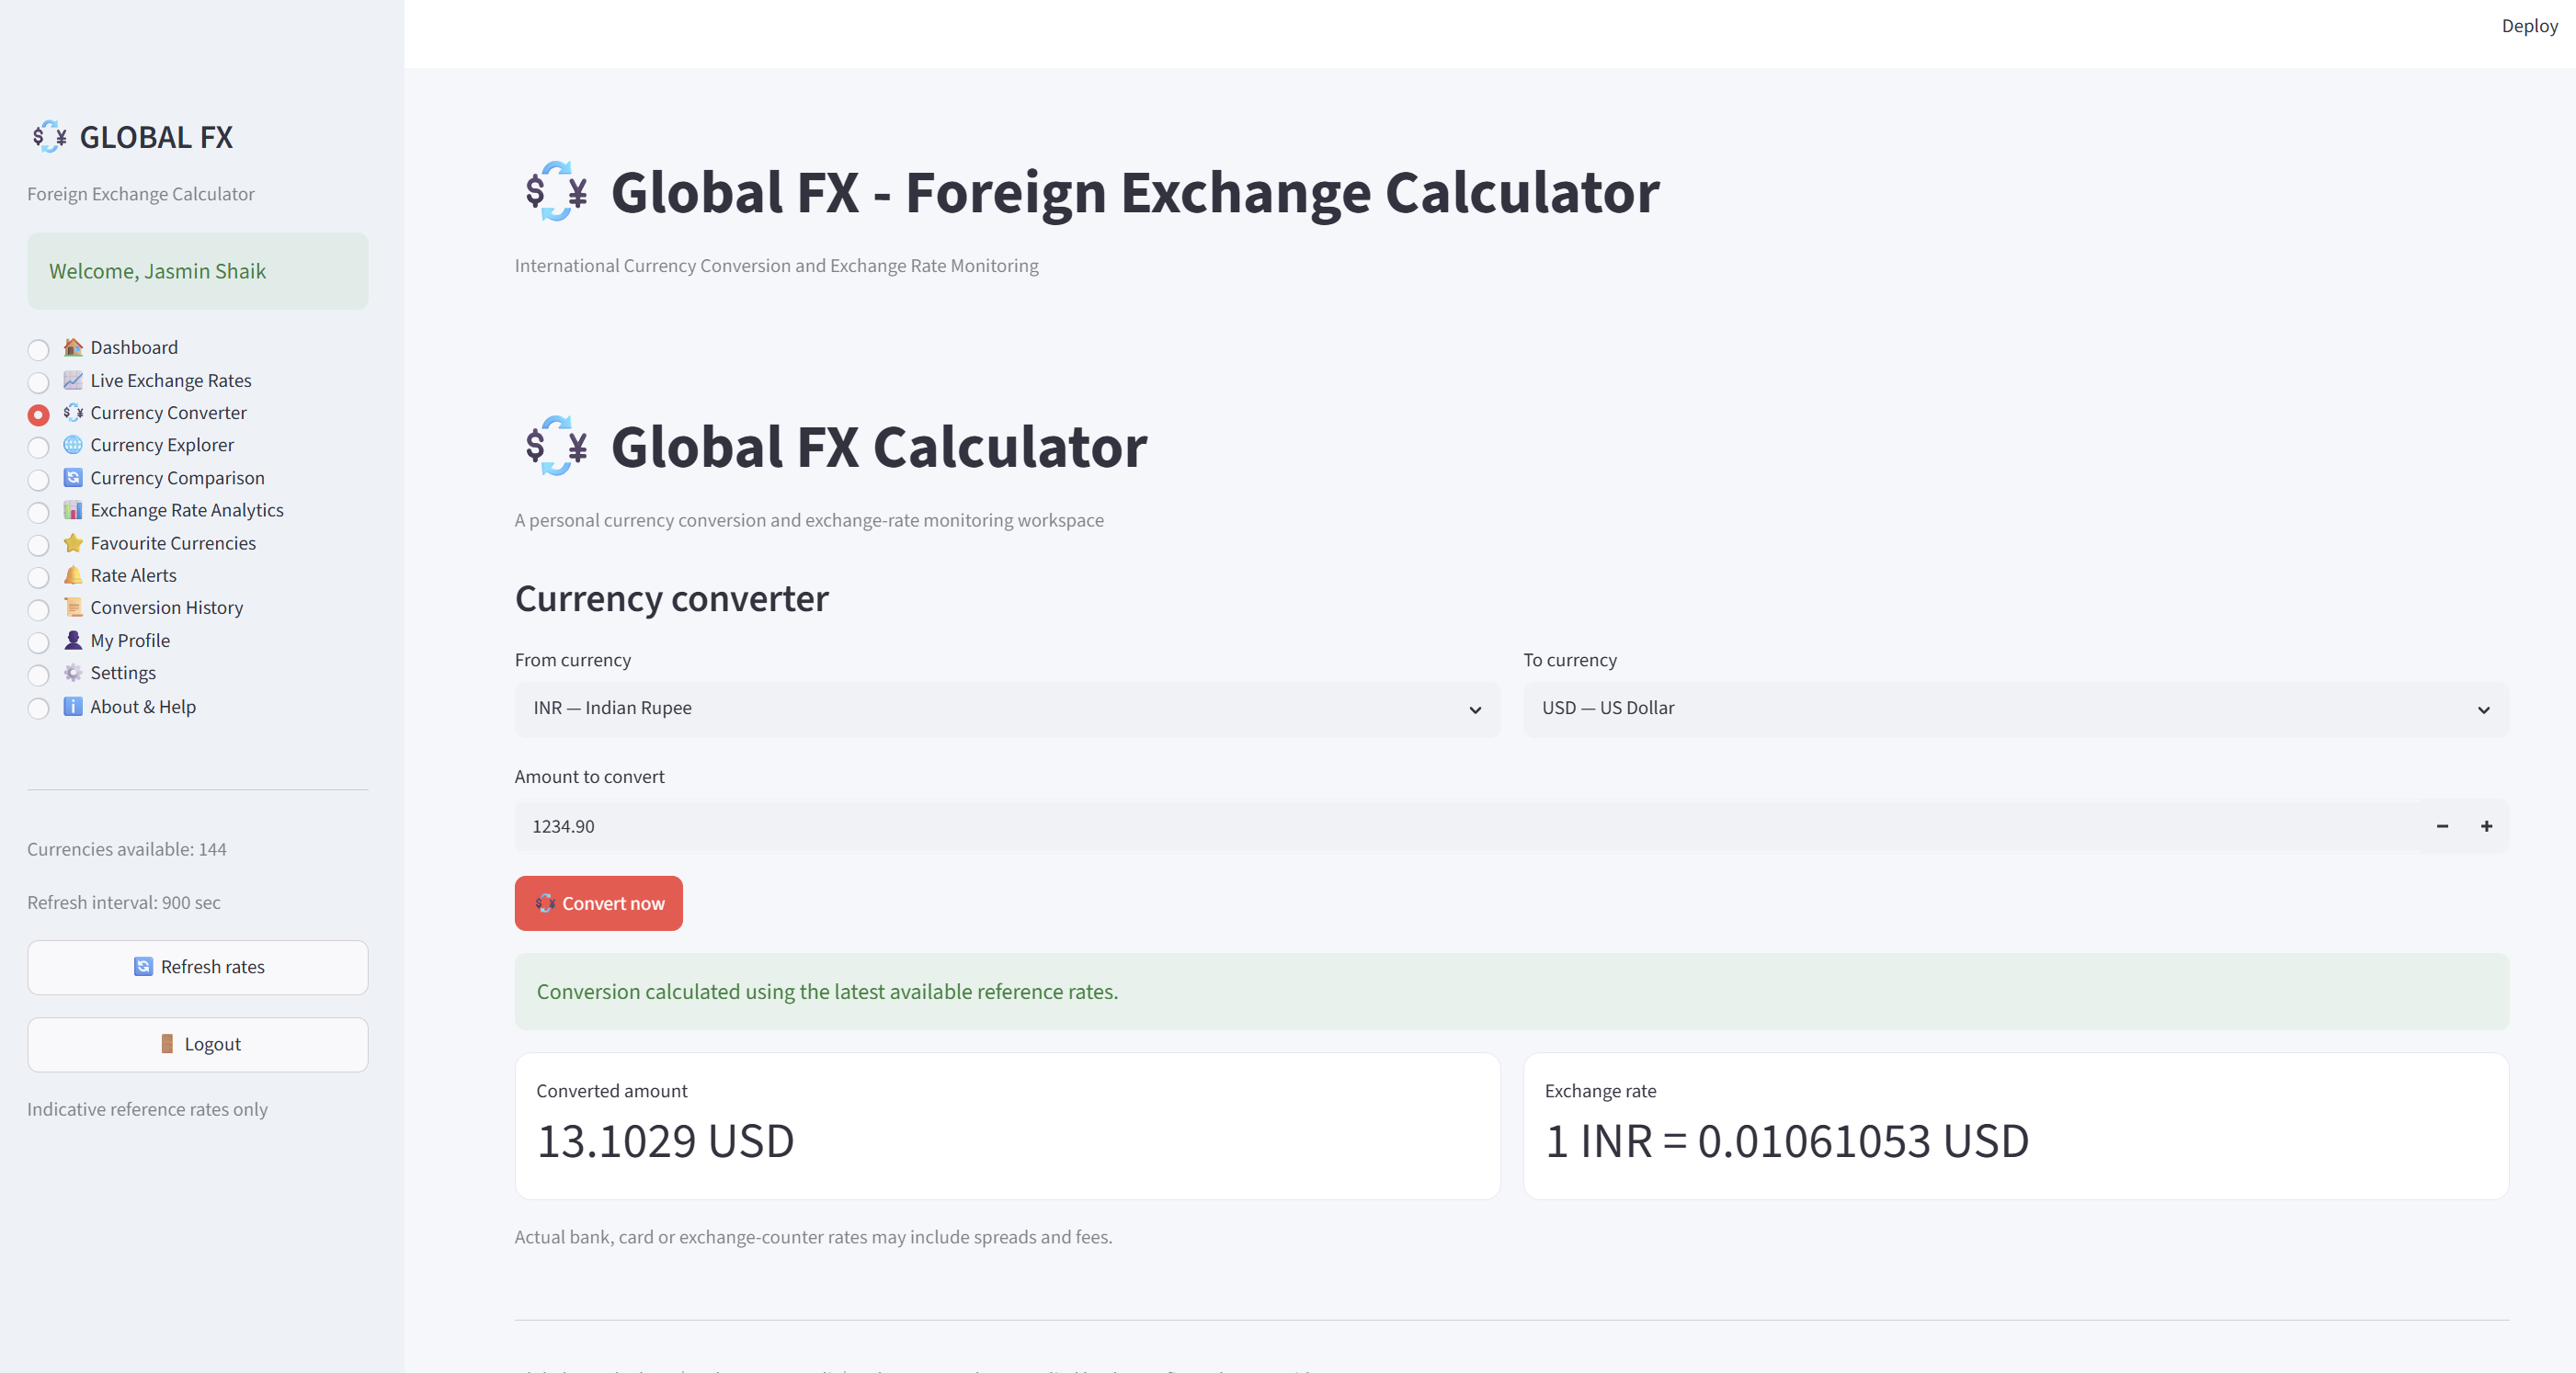 Deploy
GLOBAL FX
Foreign Exchange Calculator
Welcome, Jasmin Shaik
Dashboard
Live Exchange Rates
Currency Converter
Currency Explorer
Currency Comparison
Exchange Rate Analytics
Favourite Currencies
Rate Alerts
Conversion History
My Profile
Settings
About & Help
Currencies available: 144
Refresh interval: 900 sec
Refresh rates
Logout
Indicative reference rates only
Global FX - Foreign Exchange Calculator
International Currency Conversion and Exchange Rate Monitoring
Global FX Calculator
A personal currency conversion and exchange-rate monitoring workspace
Currency converter
From currency
INR — Indian Rupee
To currency
USD — US Dollar
Amount to convert
1234.90
Convert now
Conversion calculated using the latest available reference rates.
Converted amount
13.1029 USD
Exchange rate
1 INR = 0.01061053 USD
Actual bank, card or exchange-counter rates may include spreads and fees.